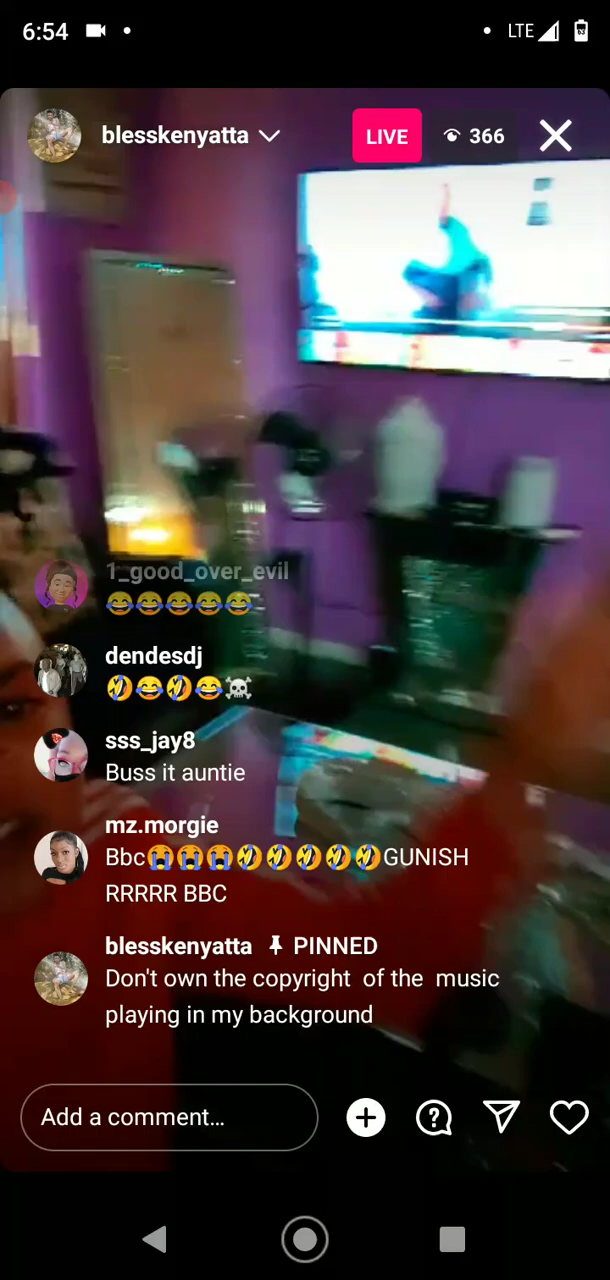 6:54 LTE
blesskenyatta LIVE 366
1_good_over_evil
😂😂😂😂😂
dendesdj
🤣😂🤣😂☠️
sss_jay8
Buss it auntie
mz.morgie
Bbc😭😭😭🤣🤣🤣🤣🤣GUNISH
RRRRR BBC
blesskenyatta PINNED
Don't own the copyright of the music
playing in my background
Add a comment...